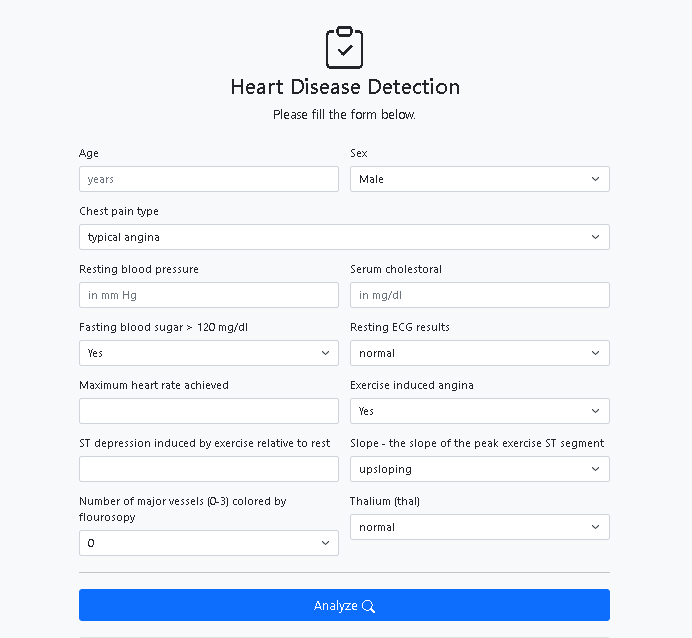 Heart Disease Detection
Please fill the form below.
Age
Sex
years
Male
Chest pain type
typical angina
Resting blood pressure
Serum cholestoral
in mm Hg
in mg/dl
Fasting blood sugar > 120 mg/dl
Resting ECG results
Yes
normal
Maximum heart rate achieved
Exercise induced angina
Yes
ST depression induced by exercise relative to rest
Slope - the slope of the peak exercise ST segment
upsloping
Number of major vessels (0-3) colored by
flourosopy
Thalium (thal)
normal
0
Analyze